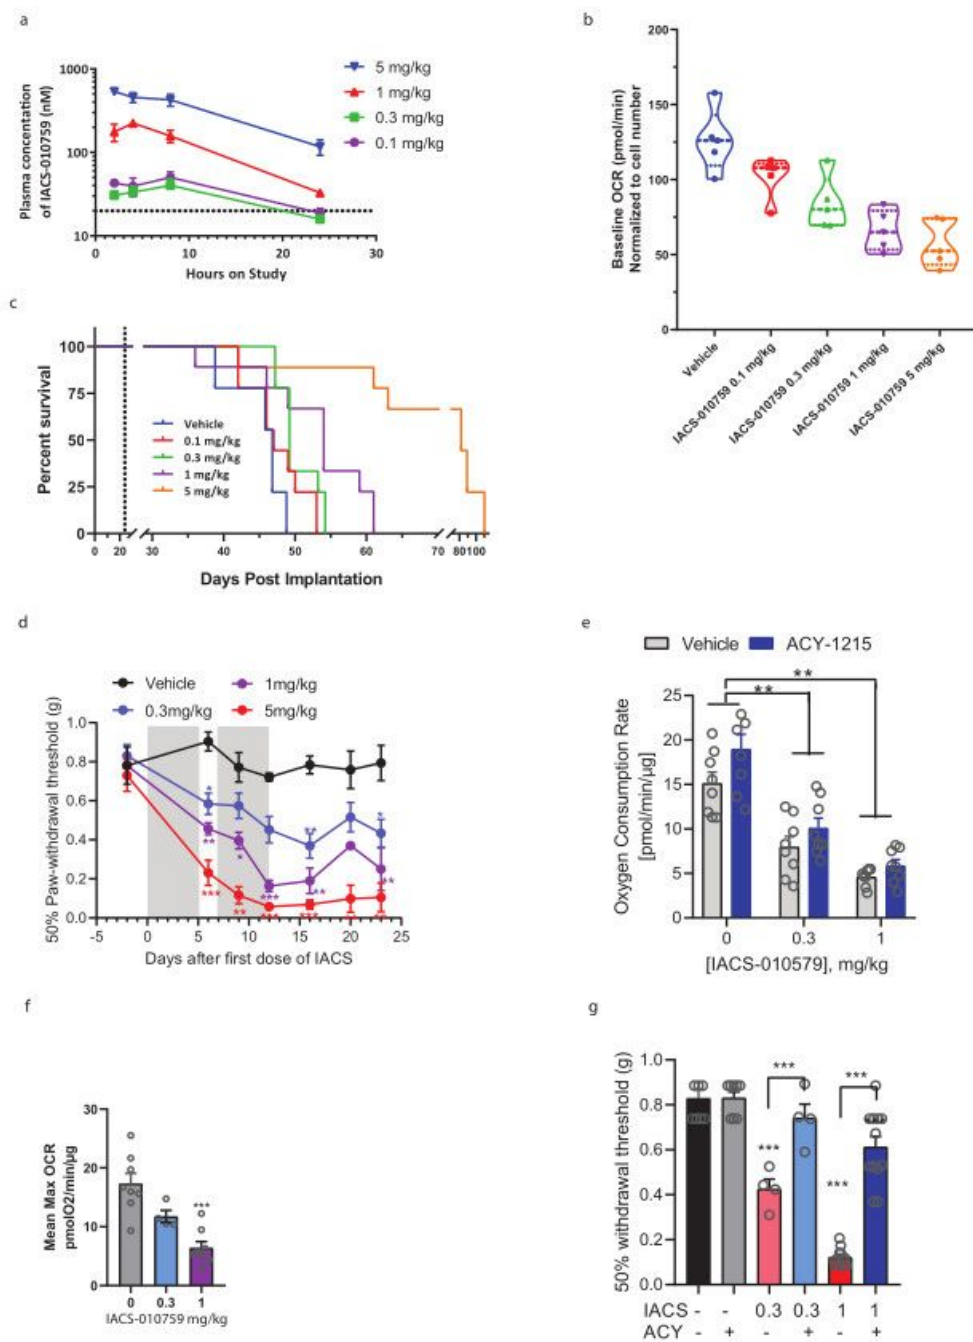 a
Plasma concentration
of IACS-010759 (nM)
1000
100
10
0
10
20
30
Hours on Study
5 mg/kg
1 mg/kg
0.3 mg/kg
0.1 mg/kg
b
Baseline OCR (pmol/min)
Normalized to cell number
200
150
100
50
0
Vehicle
IACS-010759 0.1 mg/kg
IACS-010759 0.3 mg/kg
IACS-010759 1 mg/kg
IACS-010759 5 mg/kg
c
Percent survival
100
75
50
25
0
Vehicle
0.1 mg/kg
0.3 mg/kg
1 mg/kg
5 mg/kg
0 20 30 40 50 60 70 80 100
Days Post Implantation
d
Vehicle
1mg/kg
0.3mg/kg
5mg/kg
50% Paw-withdrawal threshold (g)
1.0
0.8
0.6
0.4
0.2
0.0
*
**
***
*
**
***
***
**
**
***
*
**
-5 0 5 10 15 20 25
Days after first dose of IACS
e
Vehicle ACY-1215
Oxygen Consumption Rate
[pmol/min/µg]
25
20
15
10
5
0
**
**
0 0.3 1
[IACS-010579], mg/kg
f
Mean Max OCR
pmolO2/min/µg
30
20
10
0
***
0 0.3 1
IACS-010759 mg/kg
g
50% withdrawal threshold (g)
1.0
0.8
0.6
0.4
0.2
0.0
***
***
***
***
IACS - - 0.3 0.3 1 1
ACY - + - + - +